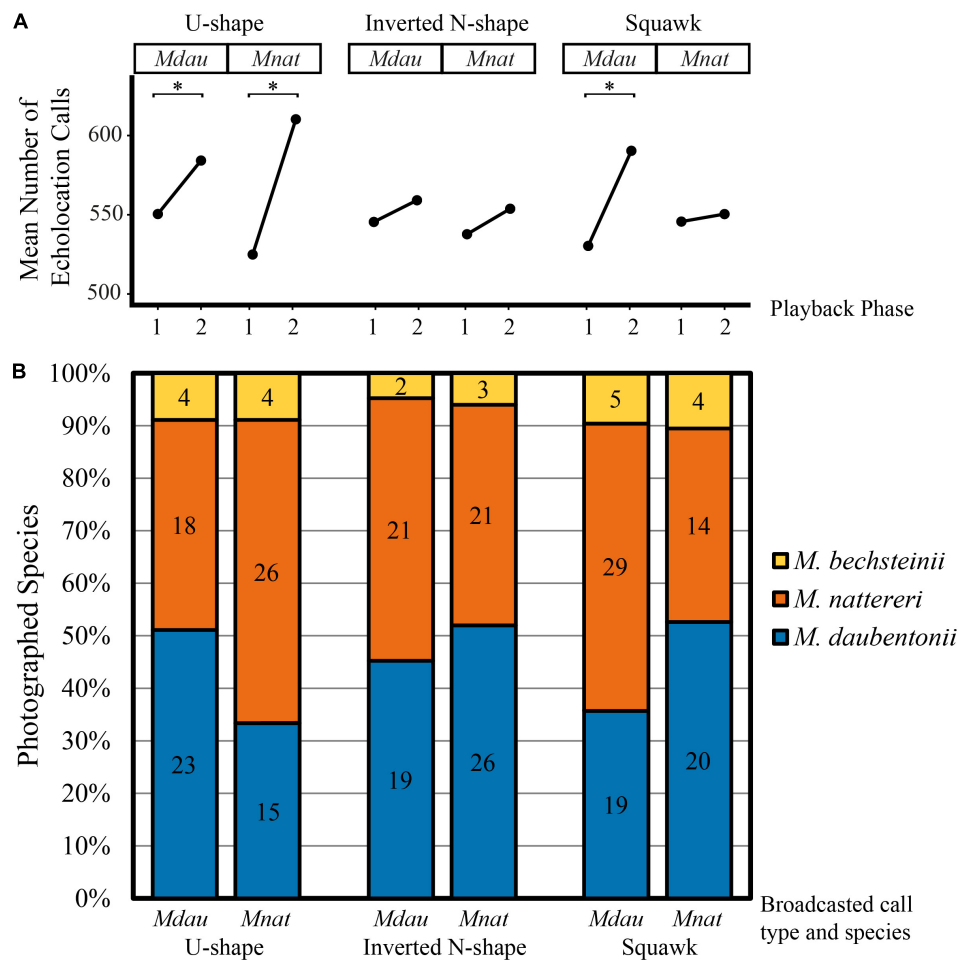 A
U-shape Inverted N-shape Squawk
Mdau Mnat Mdau Mnat Mdau Mnat
* * *
Mean Number of
Echolocation Calls
600
550
500
1 2 1 2 1 2 1 2 1 2 1 2
Playback Phase
B
Photographed Species
100%
90%
80%
70%
60%
50%
40%
30%
20%
10%
0%
4 4 2 3 5 4
18 26 21 21 29 14
23 15 19 26 19 20
M. bechsteinii
M. nattereri
M. daubentonii
Mdau Mnat Mdau Mnat Mdau Mnat
U-shape Inverted N-shape Squawk
Broadcasted call
type and species